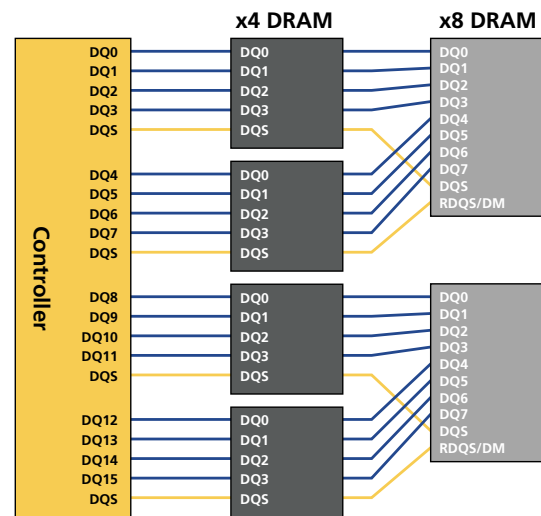 x4 DRAM
x8 DRAM
Controller
DQ0
DQ1
DQ2
DQ3
DQS
DQ4
DQ5
DQ6
DQ7
DQS
DQ8
DQ9
DQ10
DQ11
DQS
DQ12
DQ13
DQ14
DQ15
DQS
DQ0
DQ1
DQ2
DQ3
DQS
DQ0
DQ1
DQ2
DQ3
DQS
DQ0
DQ1
DQ2
DQ3
DQS
DQ0
DQ1
DQ2
DQ3
DQS
DQ0
DQ1
DQ2
DQ3
DQ4
DQ5
DQ6
DQ7
DQS
RDQS/DM
DQ0
DQ1
DQ2
DQ3
DQ4
DQ5
DQ6
DQ7
DQS
RDQS/DM